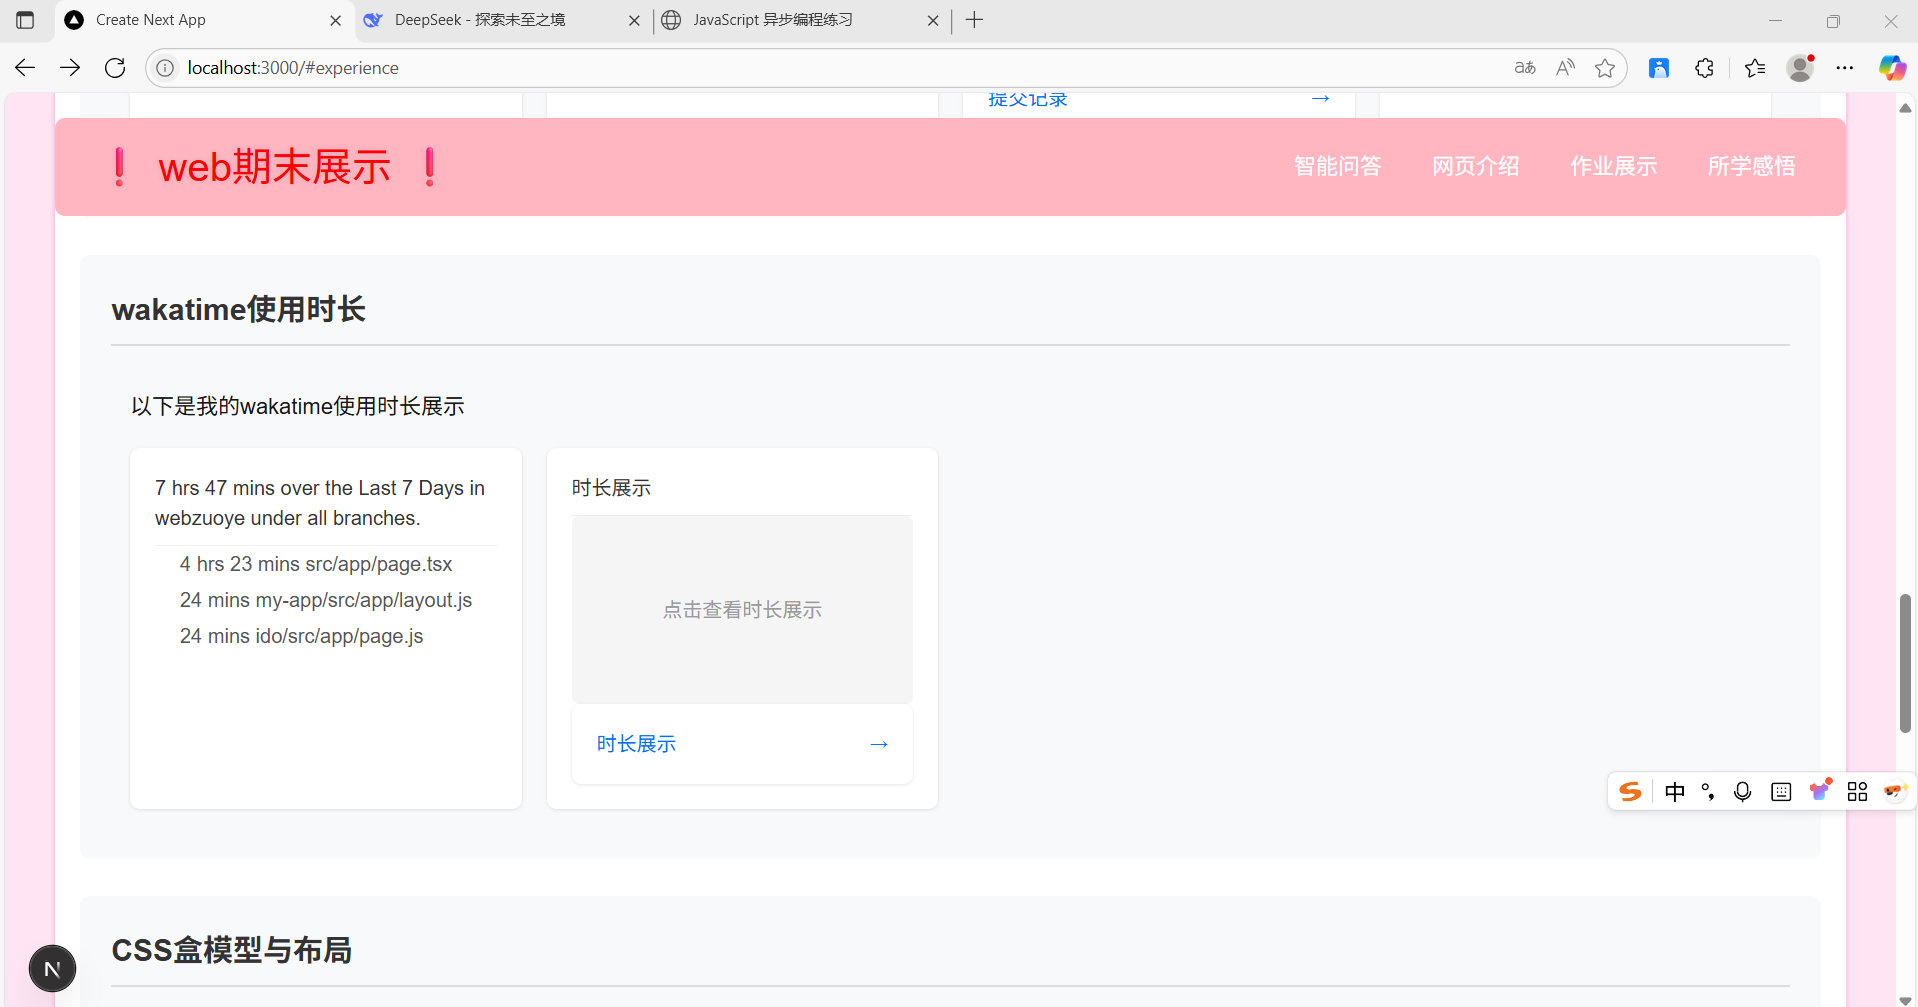 Create Next App
DeepSeek - 探索未至之境
JavaScript 异步编程练习
localhost:3000/#experience
提交记录 →
❗ web期末展示 ❗
智能问答 网页介绍 作业展示 所学感悟
wakatime使用时长
以下是我的wakatime使用时长展示
7 hrs 47 mins over the Last 7 Days in
webzuoye under all branches.
4 hrs 23 mins src/app/page.tsx
24 mins my-app/src/app/layout.js
24 mins ido/src/app/page.js
时长展示
点击查看时长展示
时长展示 →
中
CSS盒模型与布局
N